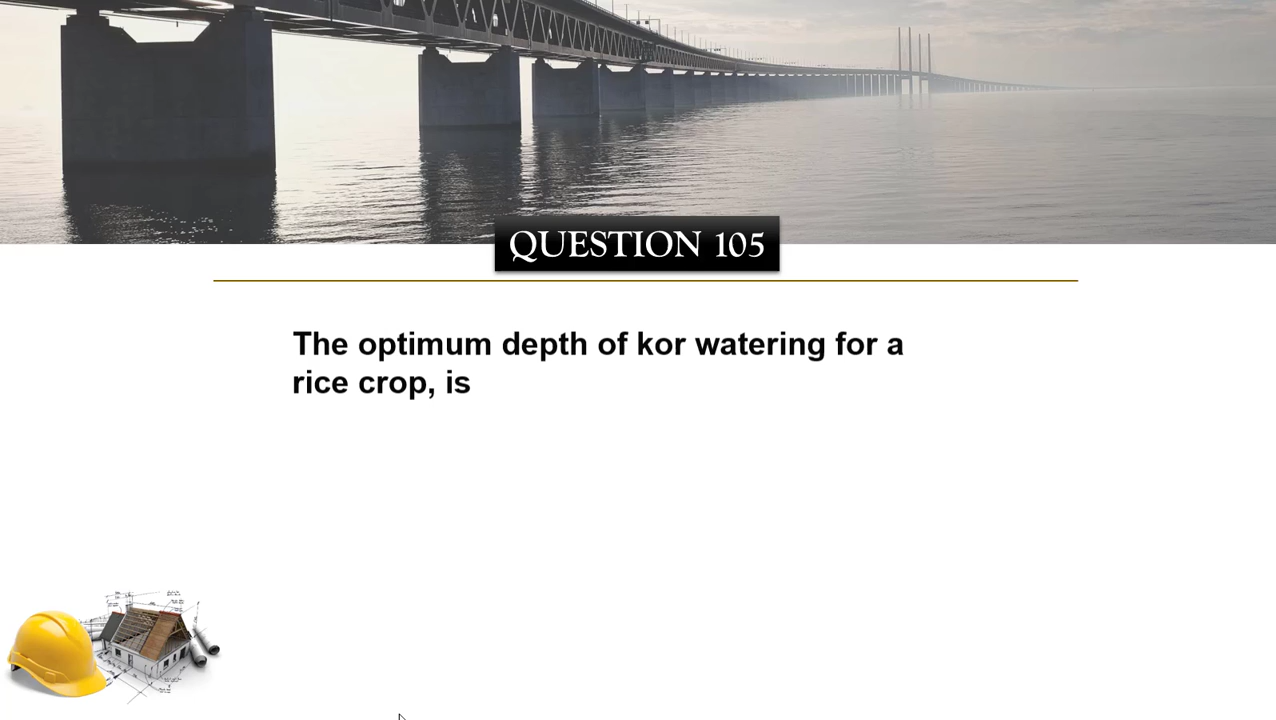 QUESTION 105
The optimum depth of kor watering for a
rice crop, is